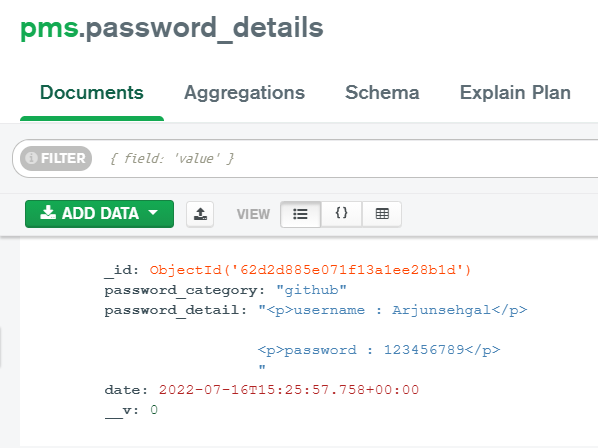 pms.password_details
Documents Aggregations Schema Explain Plan
FILTER { field: 'value' }
ADD DATA VIEW {}
_id: ObjectId('62d2d885e071f13a1ee28b1d')
password_category: "github"
password_detail: "<p>username : Arjunsehgal</p>
<p>password : 123456789</p>
"
date: 2022-07-16T15:25:57.758+00:00
__v: 0